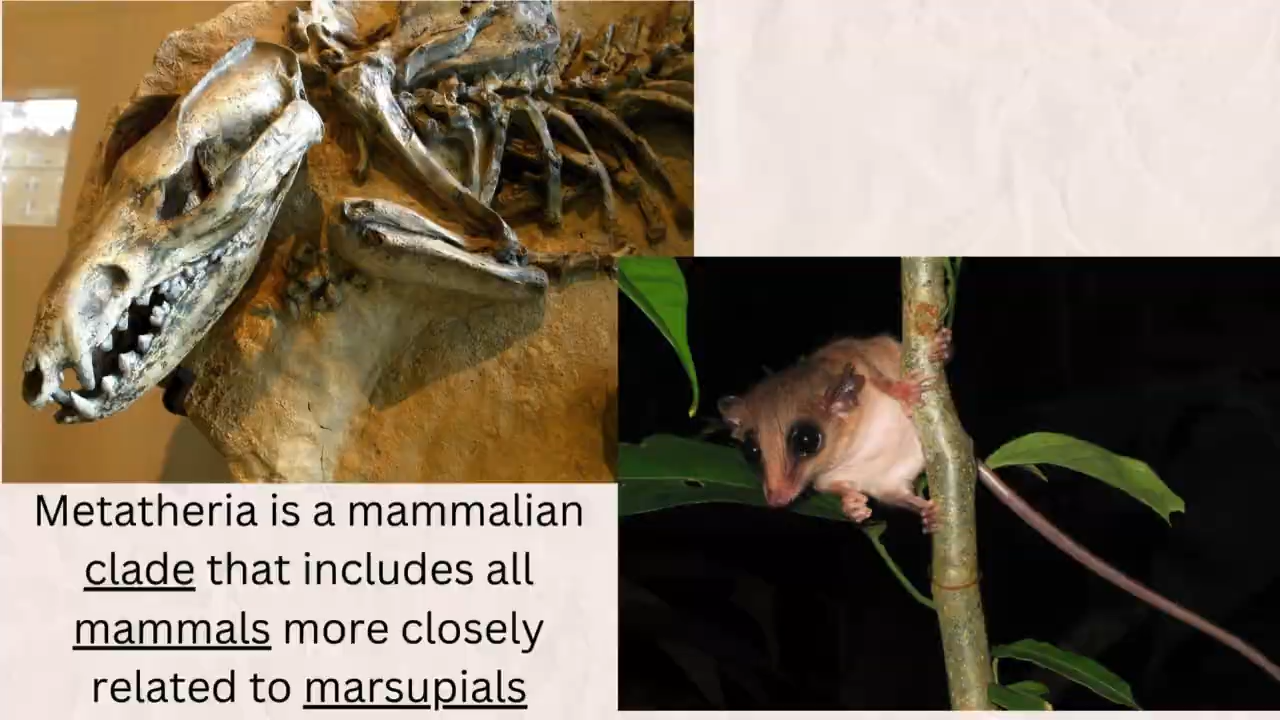 Metatheria is a mammalian
clade that includes all
mammals more closely
related to marsupials